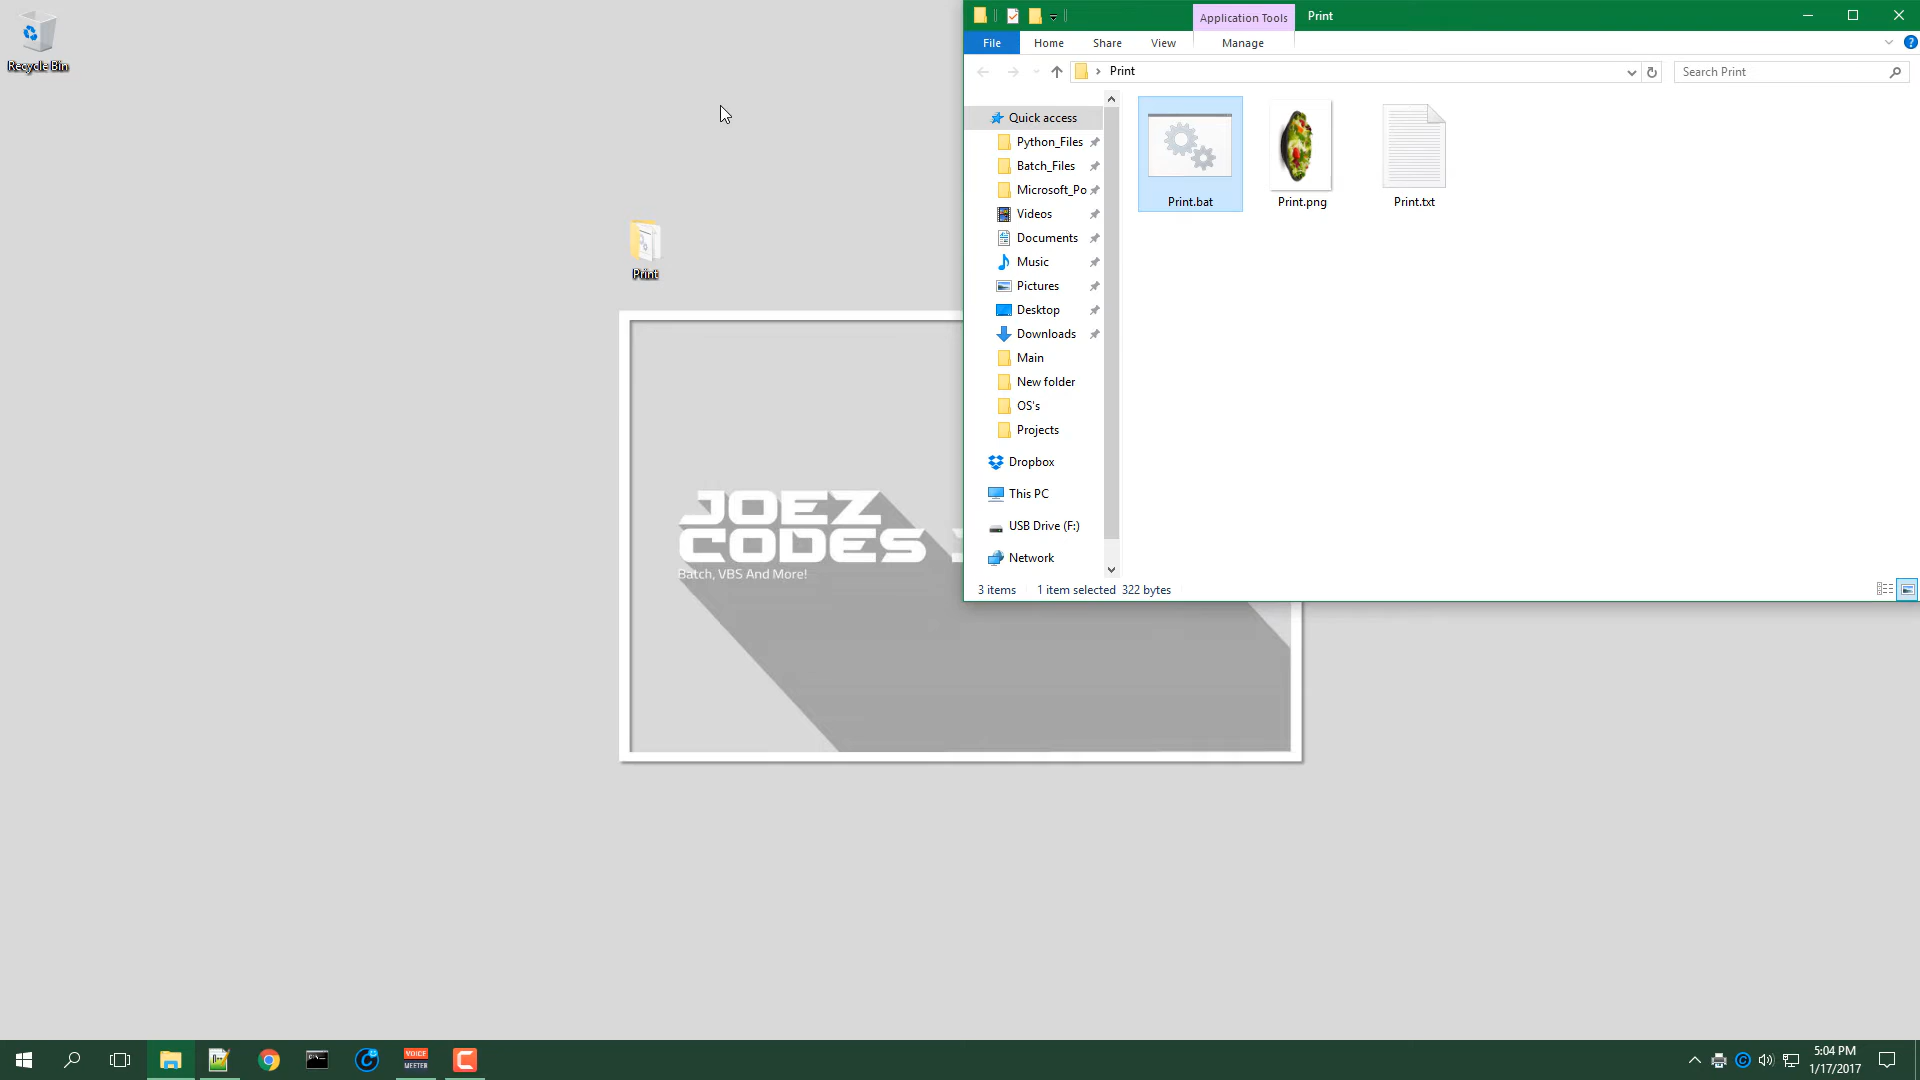 Recycle Bin
Application Tools
Print
File
Home
Share
View
Manage
Print
Search Print
Quick access
Python_Files
Batch_Files
Microsoft_Po
Videos
Documents
Music
Pictures
Desktop
Downloads
Main
New folder
OS's
Projects
Dropbox
This PC
USB Drive (F:)
Network
Print.bat
Print.png
Print.txt
3 items
1 item selected
322 bytes
Print
JOEZ
CODES
Batch, VBS And More!
VOICE
MEETER
5:04 PM
1/17/2017